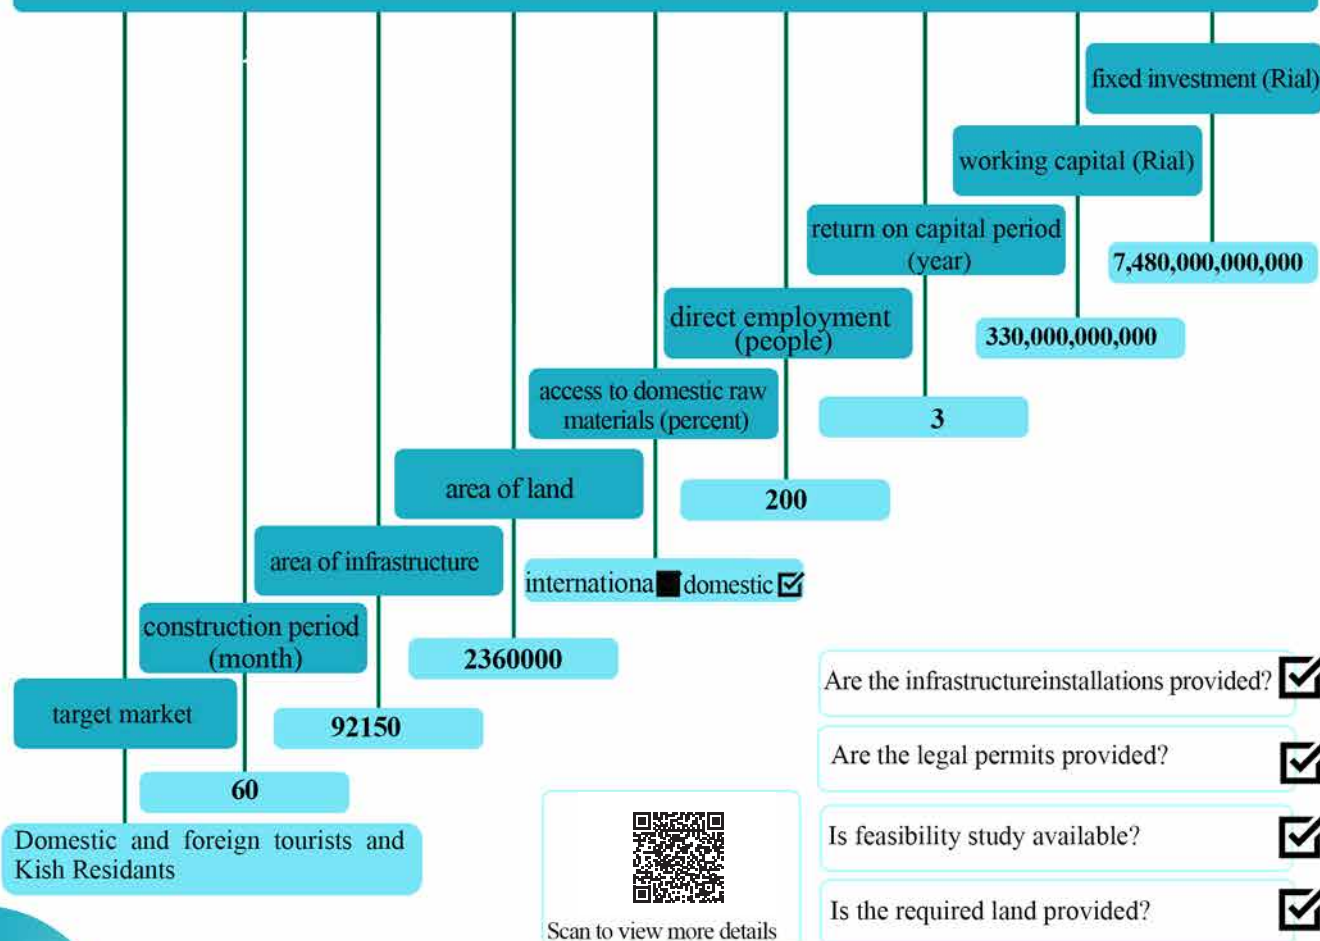 fixed investment (Rial)
7,480,000,000,000
working capital (Rial)
330,000,000,000
return on capital period
(year)
3
direct employment
(people)
200
access to domestic raw
materials (percent)
internationa domestic
area of land
2360000
area of infrastructure
92150
construction period
(month)
60
target market
Domestic and foreign tourists and
Kish Residants
Are the infrastructureinstallations provided?
Are the legal permits provided?
Is feasibility study available?
Is the required land provided?
Scan to view more details